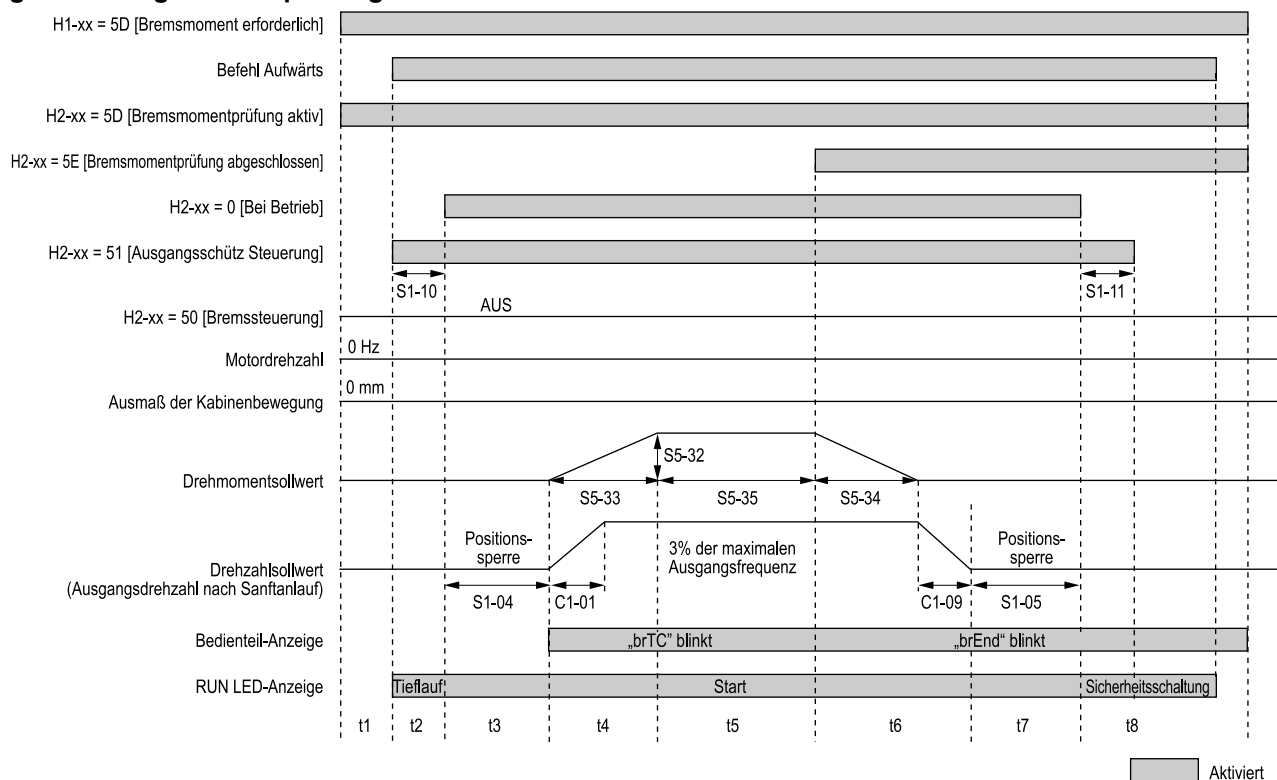 H1-xx = 5D [Bremsmoment erforderlich]
Befehl Aufwärts
H2-xx = 5D [Bremsmomentprüfung aktiv]
H2-xx = 5E [Bremsmomentprüfung abgeschlossen]
H2-xx = 0 [Bei Betrieb]
H2-xx = 51 [Ausgangsschütz Steuerung]
S1-10
S1-11
H2-xx = 50 [Bremssteuerung]
AUS
Motordrehzahl
0 Hz
Ausmaß der Kabinenbewegung
0 mm
Drehmomentsollwert
S5-32
S5-33
S5-35
S5-34
Drehzahlsollwert
(Ausgangsdrehzahl nach Sanftanlauf)
Positions-
sperre
3% der maximalen
Ausgangsfrequenz
Positions-
sperre
S1-04
C1-01
C1-09
S1-05
Bedienteil-Anzeige
„brTC" blinkt
„brEnd“ blinkt
RUN LED-Anzeige
Tieflauf
Start
Sicherheitsschaltung
t1 t2 t3 t4 t5 t6 t7 t8
Aktiviert